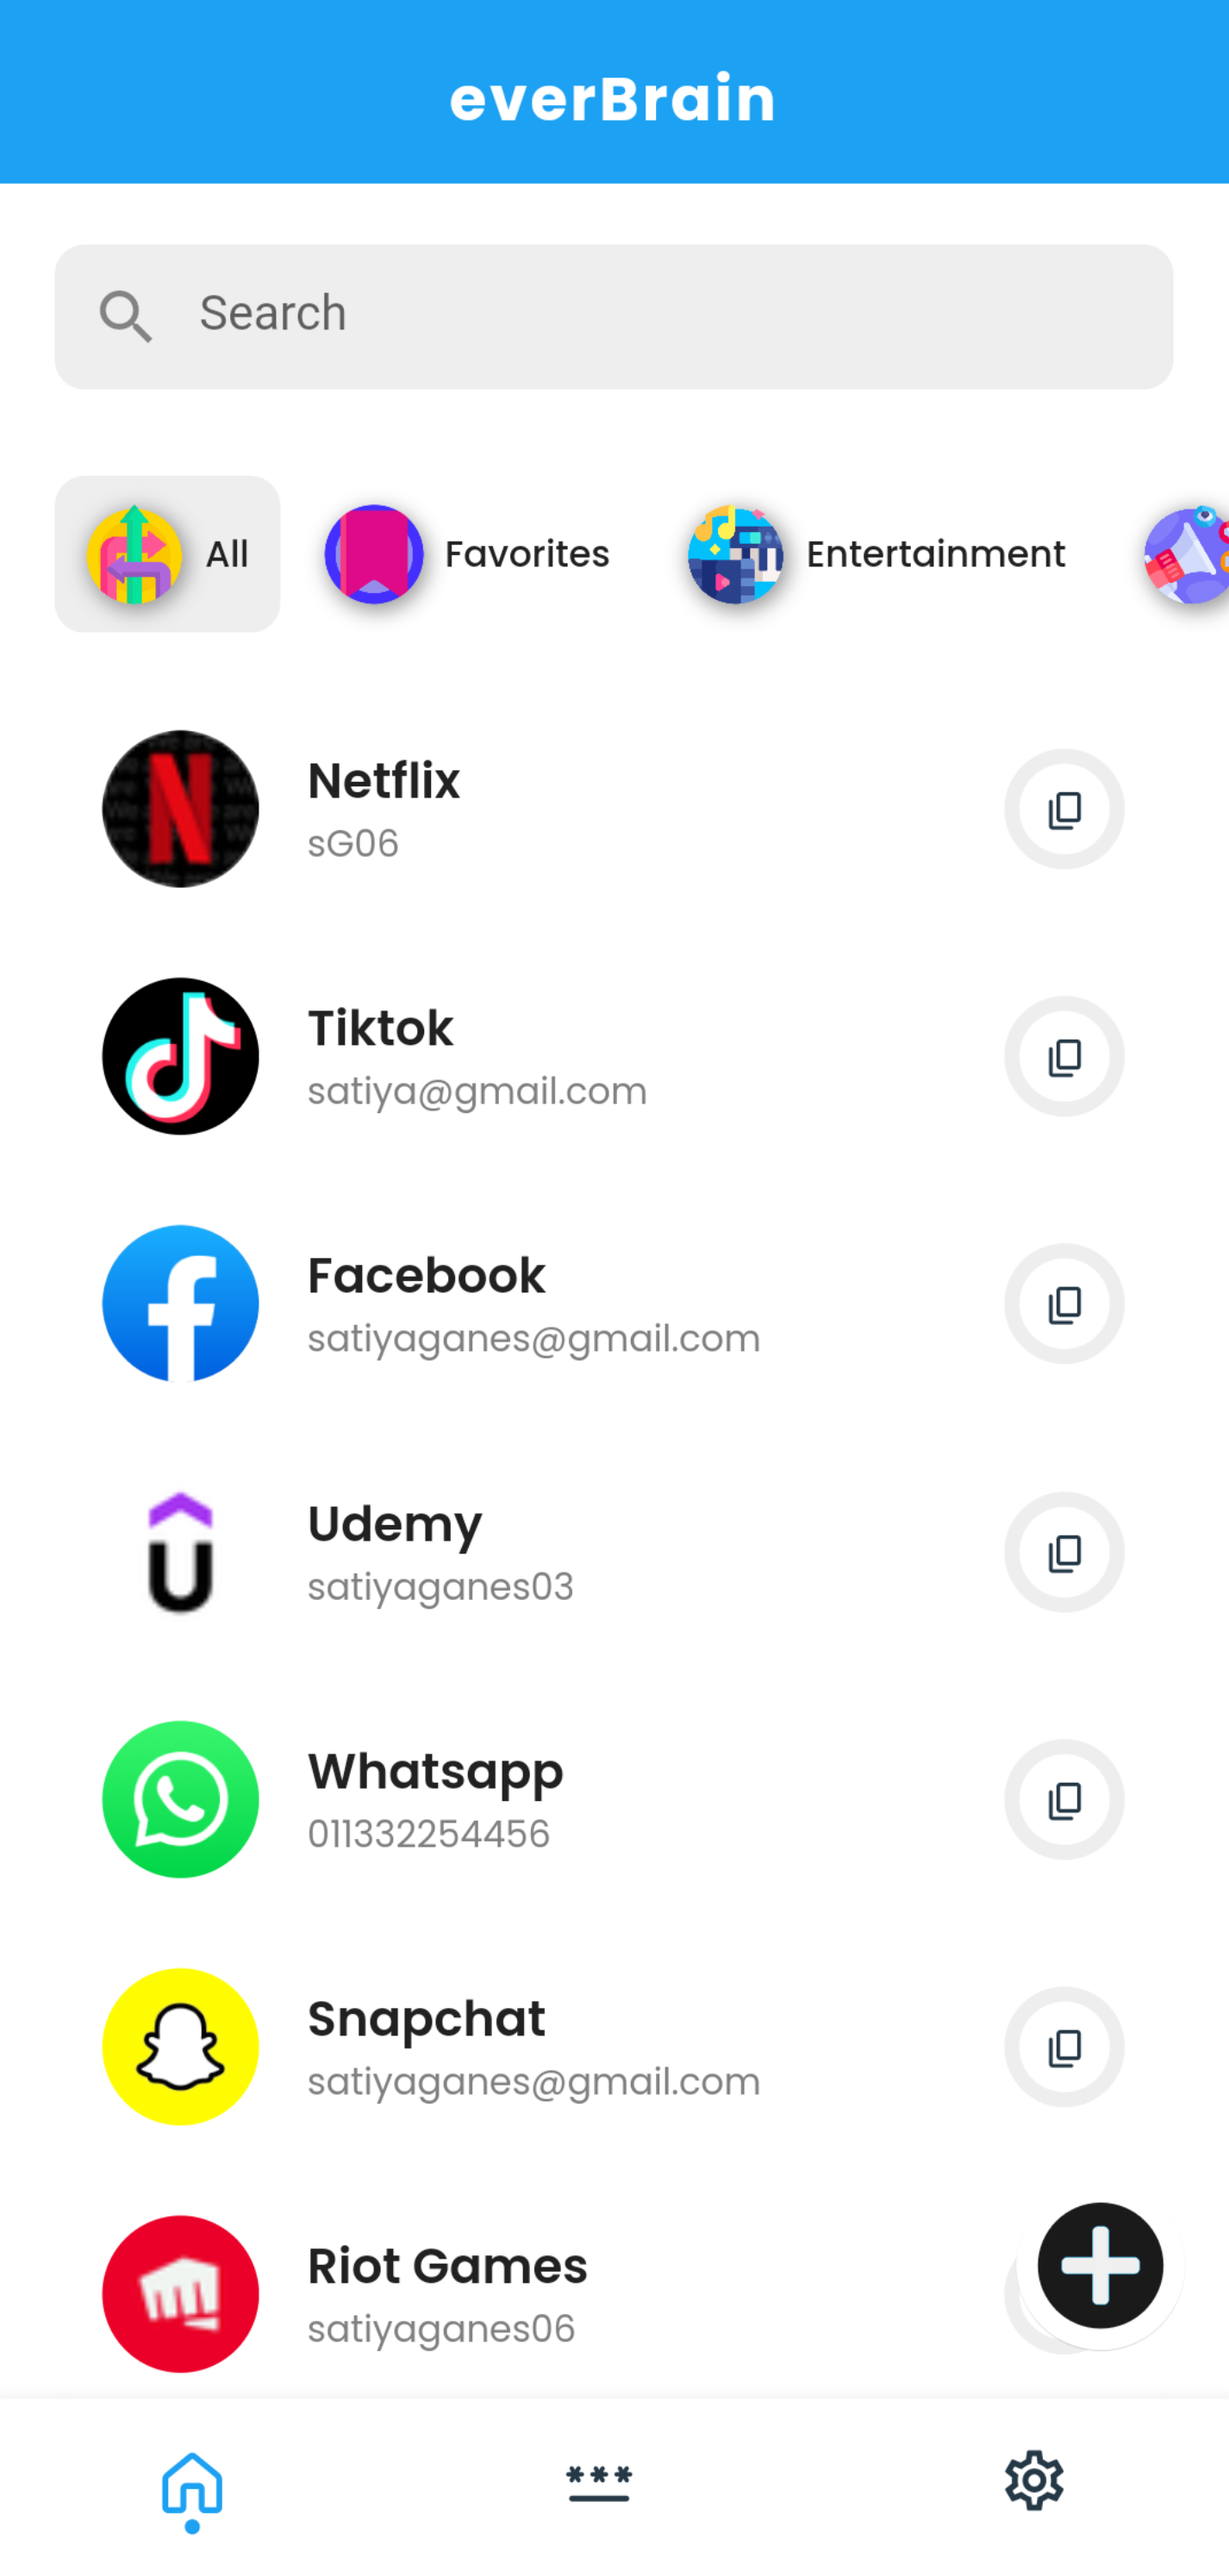 everBrain
Search
All
Favorites
Entertainment
Netflix
sG06
Tiktok
satiya@gmail.com
Facebook
satiyaganes@gmail.com
Udemy
satiyaganes03
Whatsapp
011332254456
Snapchat
satiyaganes@gmail.com
Riot Games
satiyaganes06